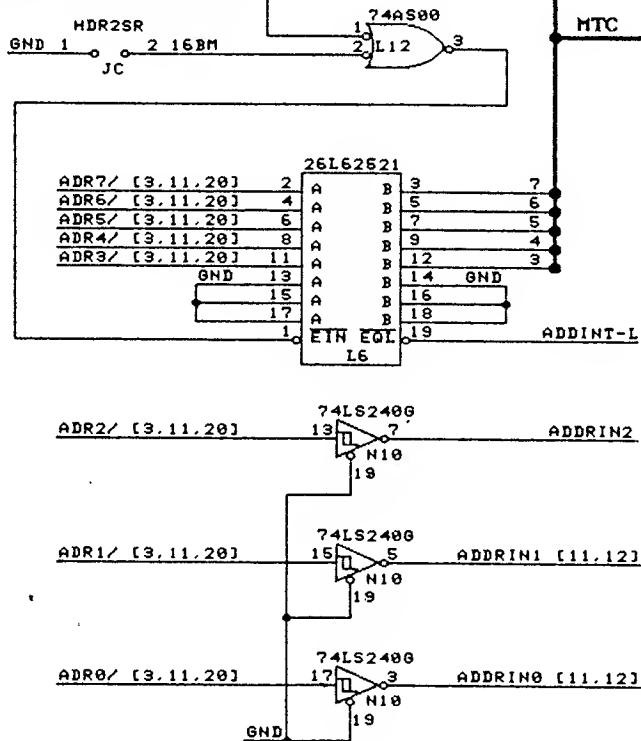 74AS00
HDR2SR
MTC
1
GND 1
2 16BM
2
L12
3
JC
26L62521
ADR7/ [3,11,20] 2 A B 3 7
ADR6/ [3,11,20] 4 A B 5 6
ADR5/ [3,11,20] 6 A B 7 5
ADR4/ [3,11,20] 8 A B 9 4
ADR3/ [3,11,20] 11 A B 12 3
GND 13 A B 14 GND
15 A B 16
17 A B 18
1 EIN EQL 19 ADDINT-L
L6
74LS240G
ADR2/ [3,11,20] 13 7 ADDRIN2
N10
19
74LS240G
ADR1/ [3,11,20] 15 5 ADDRIN1 [11,12]
N10
19
74LS240G
ADR0/ [3,11,20] 17 3 ADDRIN0 [11,12]
N10
19
GND